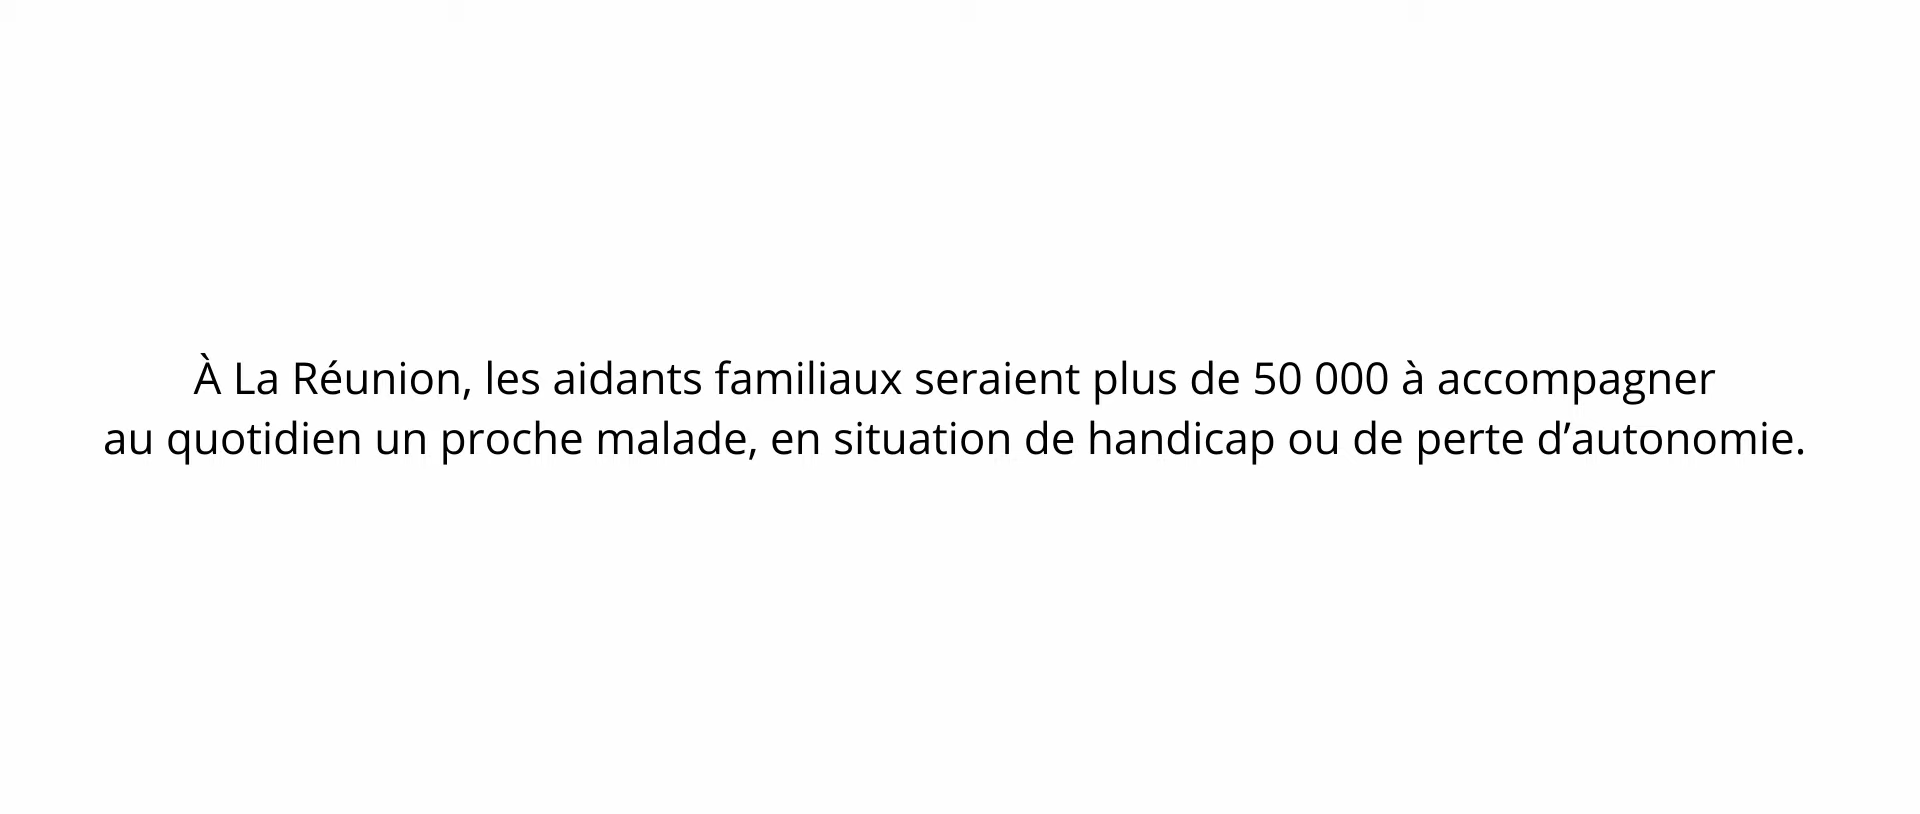 À La Réunion, les aidants familiaux seraient plus de 50 000 à accompagner
au quotidien un proche malade, en situation de handicap ou de perte d’autonomie.